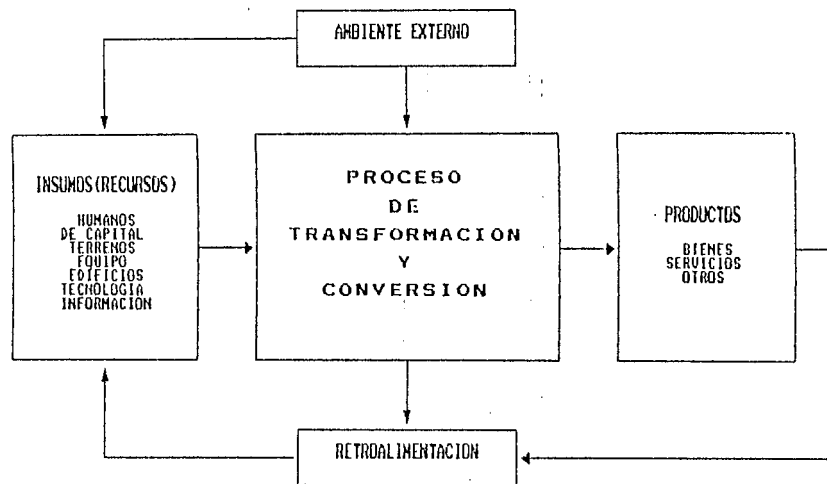 AMBIENTE EXTERNO
INSUMOS(RECURSOS)
HUMANOS
DE CAPITAL
TERRENOS
EQUIPO
EDIFICIOS
TECNOLOGIA
INFORMACION
PROCESO
DE
TRANSFORMACION
Y
CONVERSION
PRODUCTOS
BIENES
SERVICIOS
OTROS
RETROALIMENTACION